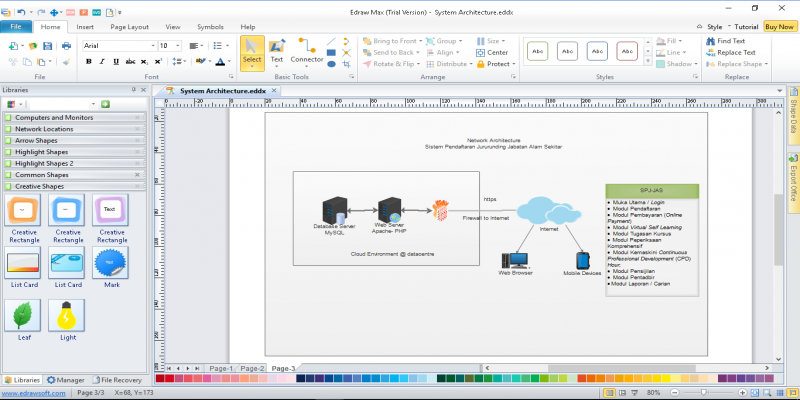 Edraw Max (Trial Version) - System Architecture.eddx
File Home Insert Page Layout View Symbols Help
Style Tutorial Buy Now
Arial 10
Select
Text
Connector
Bring to Front
Send to Back
Rotate & Flip
Group
Align
Distribute
Size
Center
Protect
Abc Abc Abc
Fill
Line
Shadow
Find Text
Replace Text
Replace Shape
File Font Basic Tools Arrange Styles Replace
Libraries
System Architecture.eddx
Computers and Monitors
Network Locations
Arrow Shapes
Highlight Shapes
Highlight Shapes 2
Common Shapes
Creative Shapes
Text
Creative Rectangle
Creative Rectangle
Creative Rectangle
List Card
List Card
Text
Mark
Leaf
Light
Libraries Manager File Recovery
Shape Data
Export Office
Network Architecture
Sistem Pendaftaran Jururunding Jabatan Alam Sekitar
Database Server
MySQL
Web Server
Apache- PHP
https
Firewall to Internet
Internet
Cloud Environment @ datacentre
Web Browser
Mobile Devices
SPJ-JAS
• Muka Utama / Login
• Modul Pendaftaran
• Modul Pembayaran (Online
Payment)
• Modul Virtual Self Learning
• Modul Tugasan Kursus
• Modul Peperiksaan
Komprehensif
• Modul Kemaskini Continuous
Professional Development (CPD)
Hour.
• Modul Pensijilan
• Modul Pentadbir
• Modul Laporan / Carian
Page-1 Page-2 Page-3
www.edrawsoft.com Page 3/3 X=68, Y=173 80%